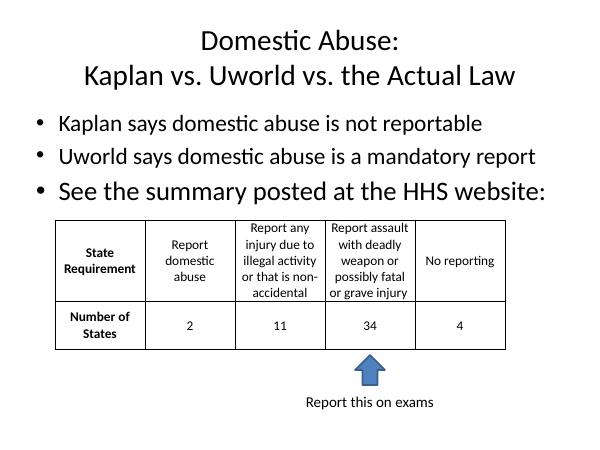 Domestic Abuse:
Kaplan vs. Uworld vs. the Actual Law
• Kaplan says domestic abuse is not reportable
• Uworld says domestic abuse is a mandatory report
• See the summary posted at the HHS website:
State
Requirement
Report
domestic
abuse
Report any
injury due to
illegal activity
or that is non-
accidental
Report assault
with deadly
weapon or
possibly fatal
or grave injury
No reporting
Number of
States
2
11
34
4
Report this on exams